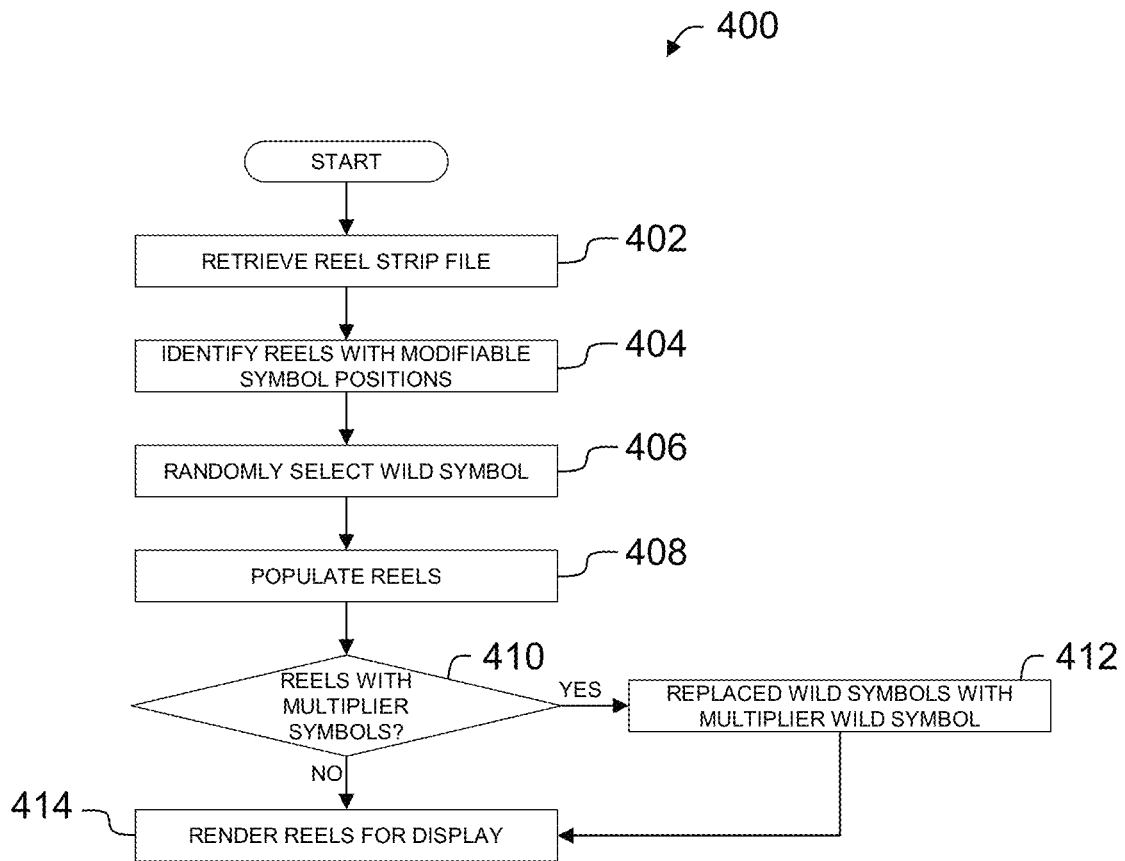 400
START
RETRIEVE REEL STRIP FILE
402
IDENTIFY REELS WITH MODIFIABLE
SYMBOL POSITIONS
404
RANDOMLY SELECT WILD SYMBOL
406
POPULATE REELS
408
REELS WITH
MULTIPLIER
SYMBOLS?
410
YES
REPLACED WILD SYMBOLS WITH
MULTIPLIER WILD SYMBOL
412
NO
414
RENDER REELS FOR DISPLAY